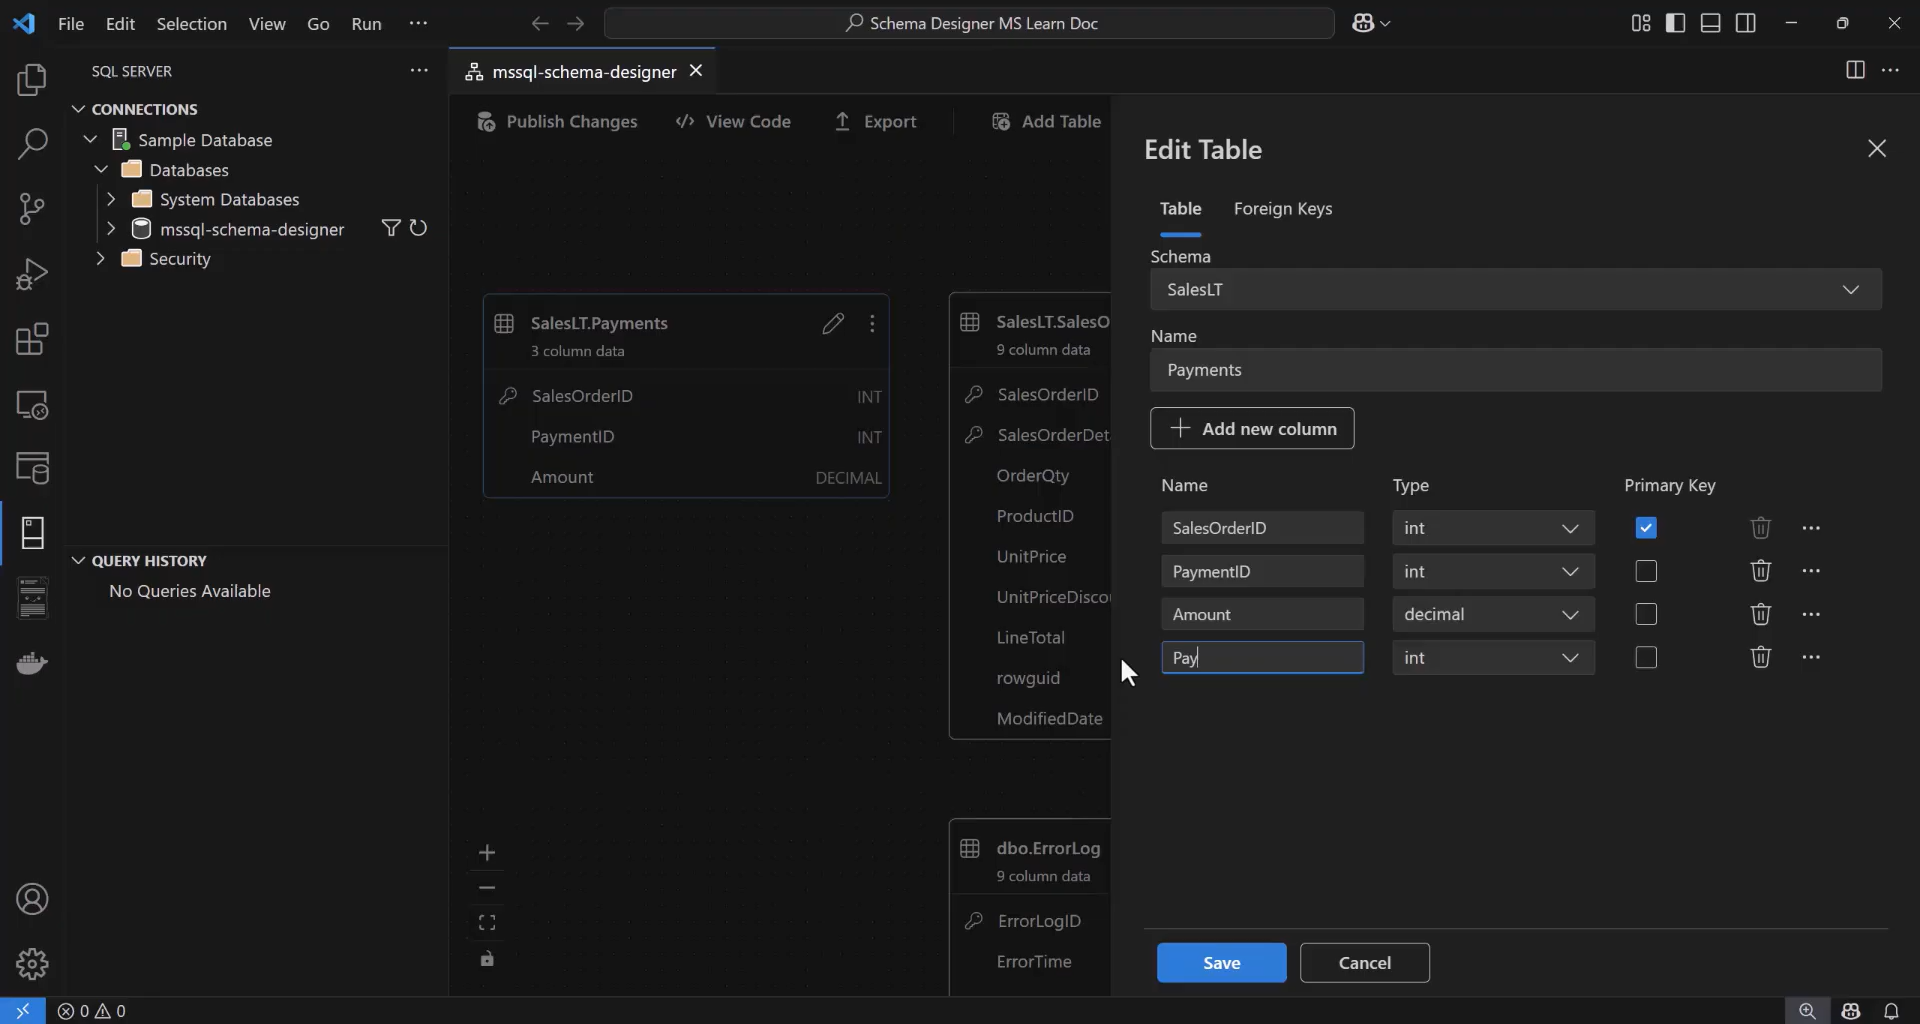 File Edit Selection View Go Run ···
Schema Designer MS Learn Doc
SQL SERVER
CONNECTIONS
Sample Database
Databases
System Databases
mssql-schema-designer
Security
QUERY HISTORY
No Queries Available
mssql-schema-designer
Publish Changes
View Code
Export
Add Table
SalesLT.Payments
3 column data
SalesOrderID INT
PaymentID INT
Amount DECIMAL
SalesLT.SalesO
9 column data
SalesOrderID
SalesOrderDet
OrderQty
ProductID
UnitPrice
UnitPriceDiscou
LineTotal
rowguid
ModifiedDate
dbo.ErrorLog
9 column data
ErrorLogID
ErrorTime
Edit Table
Table Foreign Keys
Schema
SalesLT
Name
Payments
Add new column
Name Type Primary Key
SalesOrderID int
PaymentID int
Amount decimal
Pay int
Save Cancel
0 0